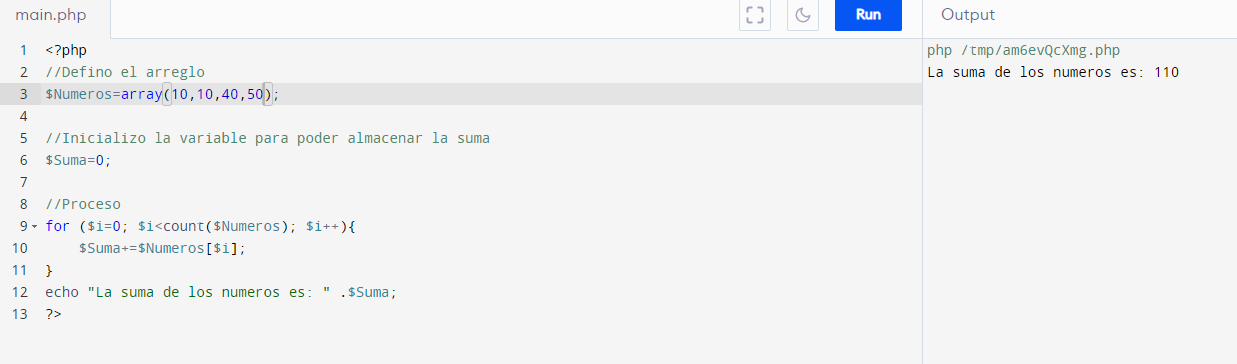 main.php
Run
Output
1 <?php
2 //Defino el arreglo
3 $Numeros=array(10,10,40,50);
4
5 //Inicializo la variable para poder almacenar la suma
6 $Suma=0;
7
8 //Proceso
9 for ($i=0; $i<count($Numeros); $i++){
10     $Suma+=$Numeros[$i];
11 }
12 echo "La suma de los numeros es: " .$Suma;
13 ?>
php /tmp/am6evQcXmg.php
La suma de los numeros es: 110